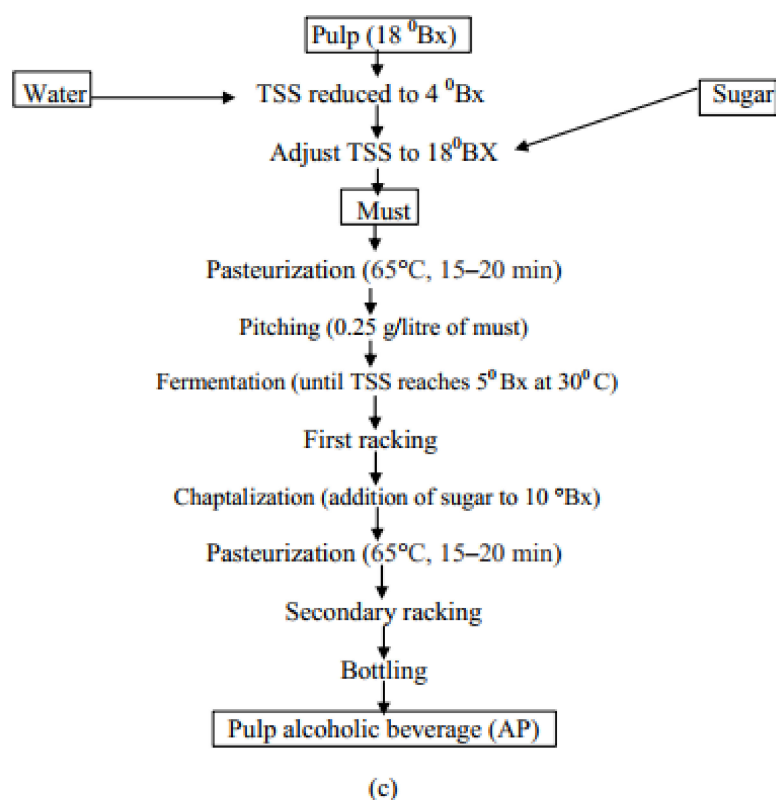 Pulp (18 ⁰Bx)
Water
TSS reduced to 4 ⁰Bx
Sugar
Adjust TSS to 18⁰BX
Must
Pasteurization (65°C, 15–20 min)
Pitching (0.25 g/litre of must)
Fermentation (until TSS reaches 5⁰ Bx at 30⁰ C)
First racking
Chaptalization (addition of sugar to 10 °Bx)
Pasteurization (65°C, 15–20 min)
Secondary racking
Bottling
Pulp alcoholic beverage (AP)
(c)